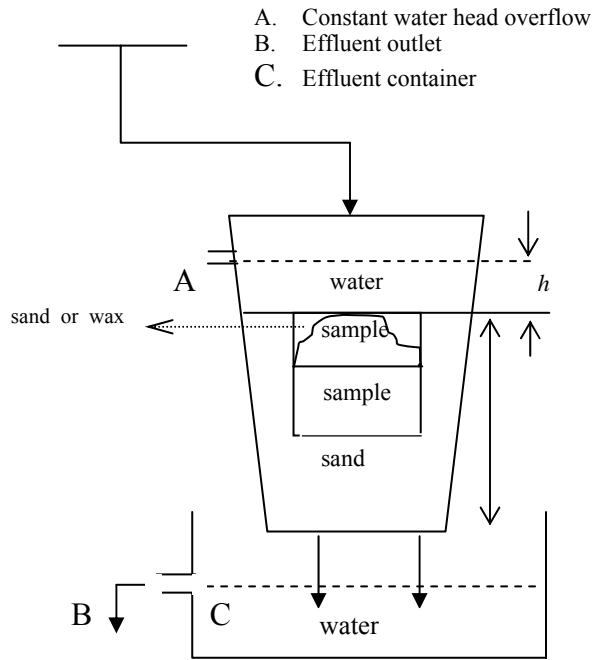 A. Constant water head overflow
B. Effluent outlet
C. Effluent container
A
water
h
sand or wax
sample
sample
sand
B
C
water